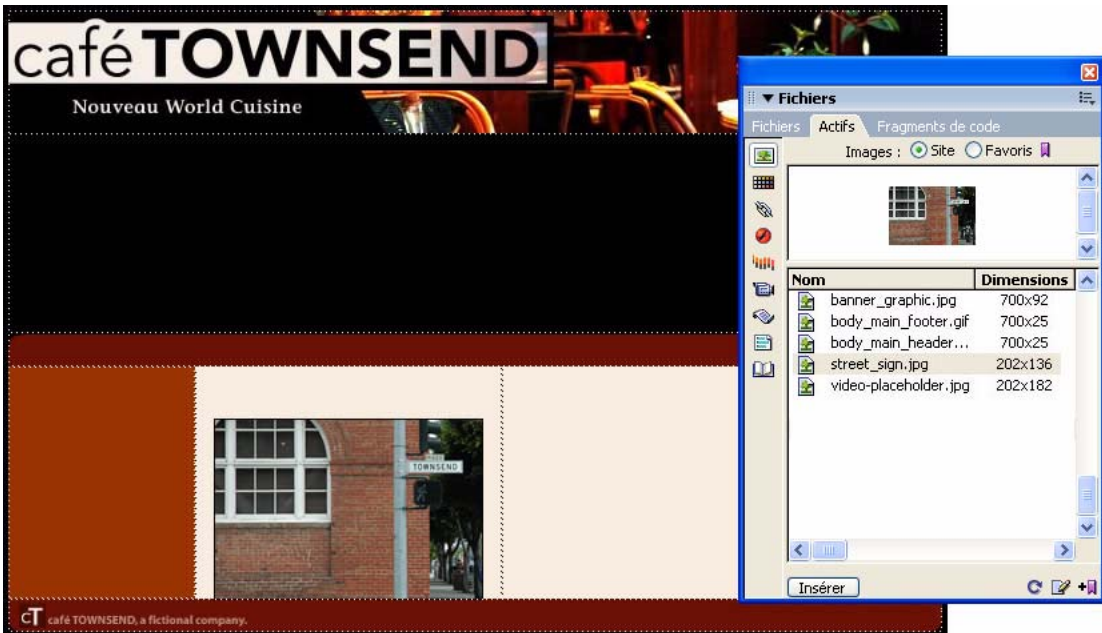 café TOWNSEND
Nouveau World Cuisine
TOWNSEND
cT café TOWNSEND, a fictional company.
Fichiers
Fichiers Actifs Fragments de code
Images : Site Favoris
Nom Dimensions
banner_graphic.jpg 700x92
body_main_footer.gif 700x25
body_main_header... 700x25
street_sign.jpg 202x136
video-placeholder.jpg 202x182
Insérer